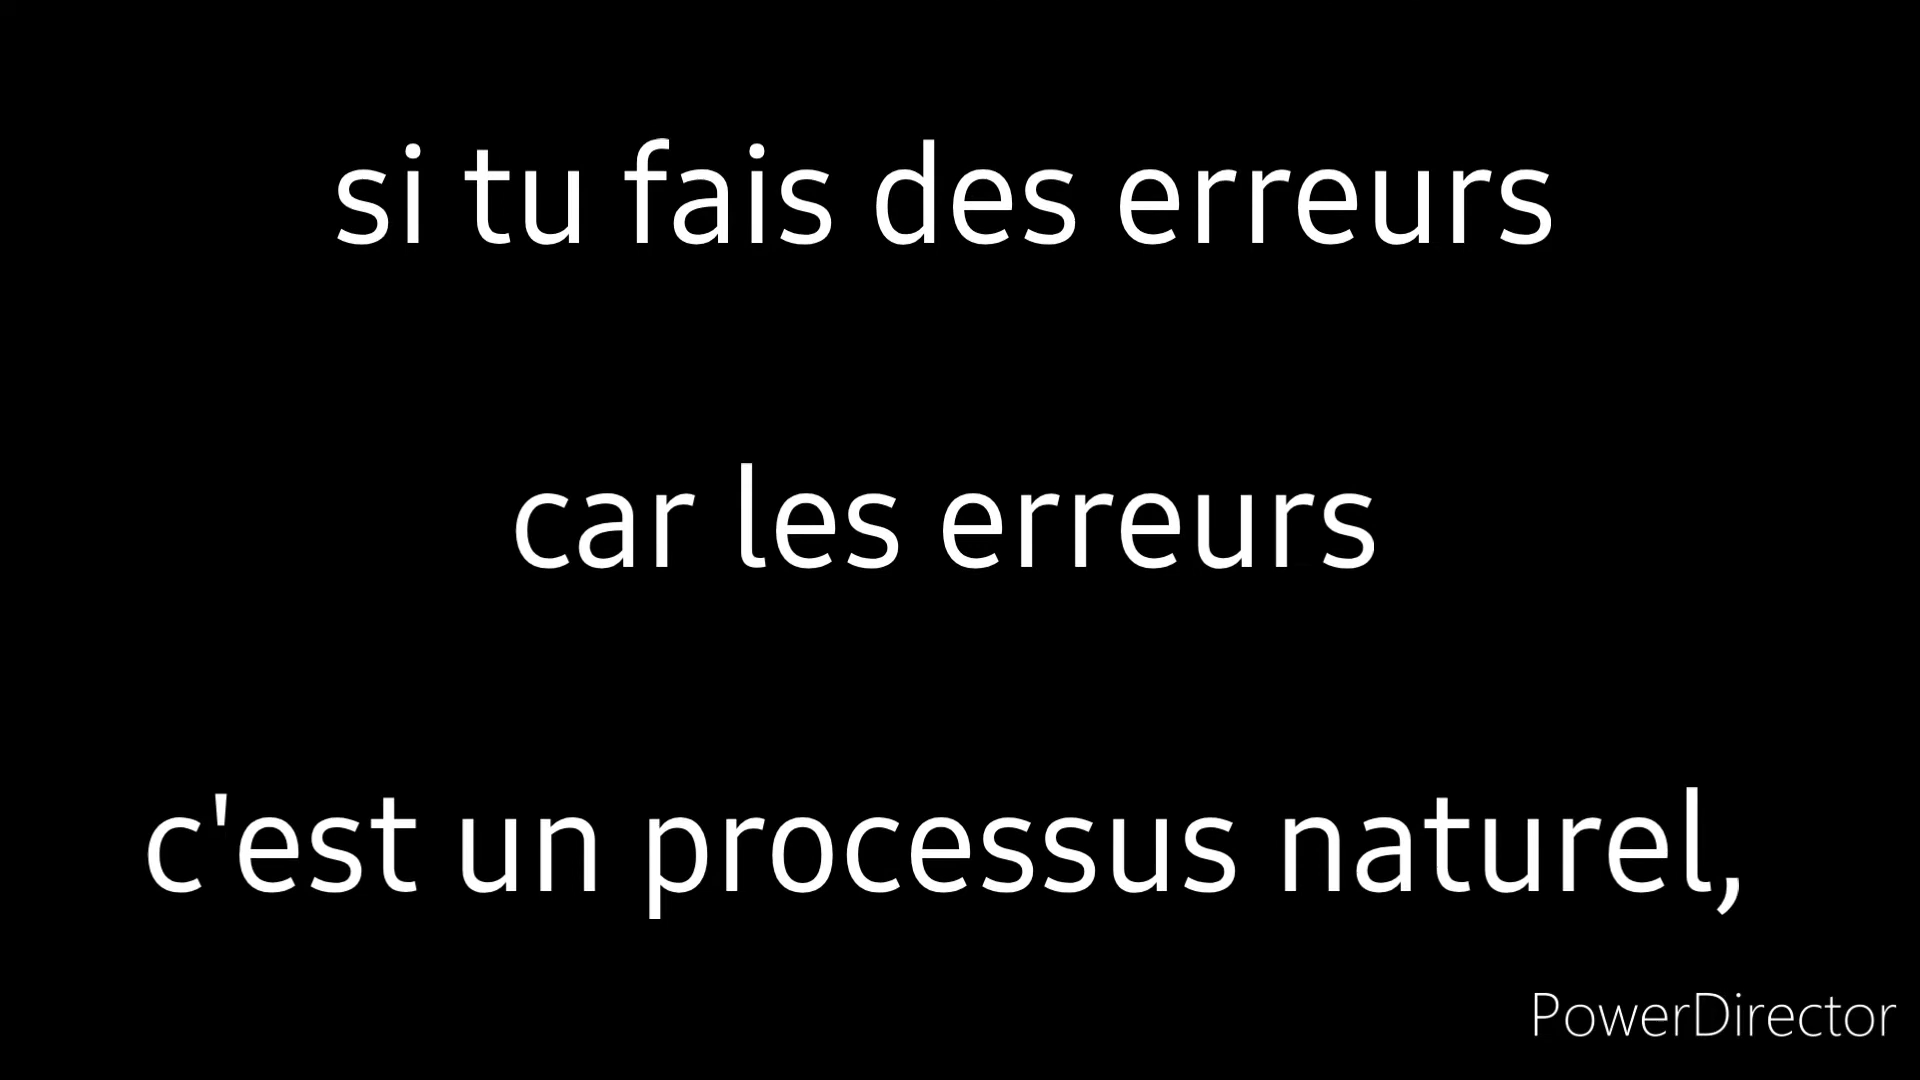 si tu fais des erreurs
car les erreurs
c'est un processus naturel,
PowerDirector